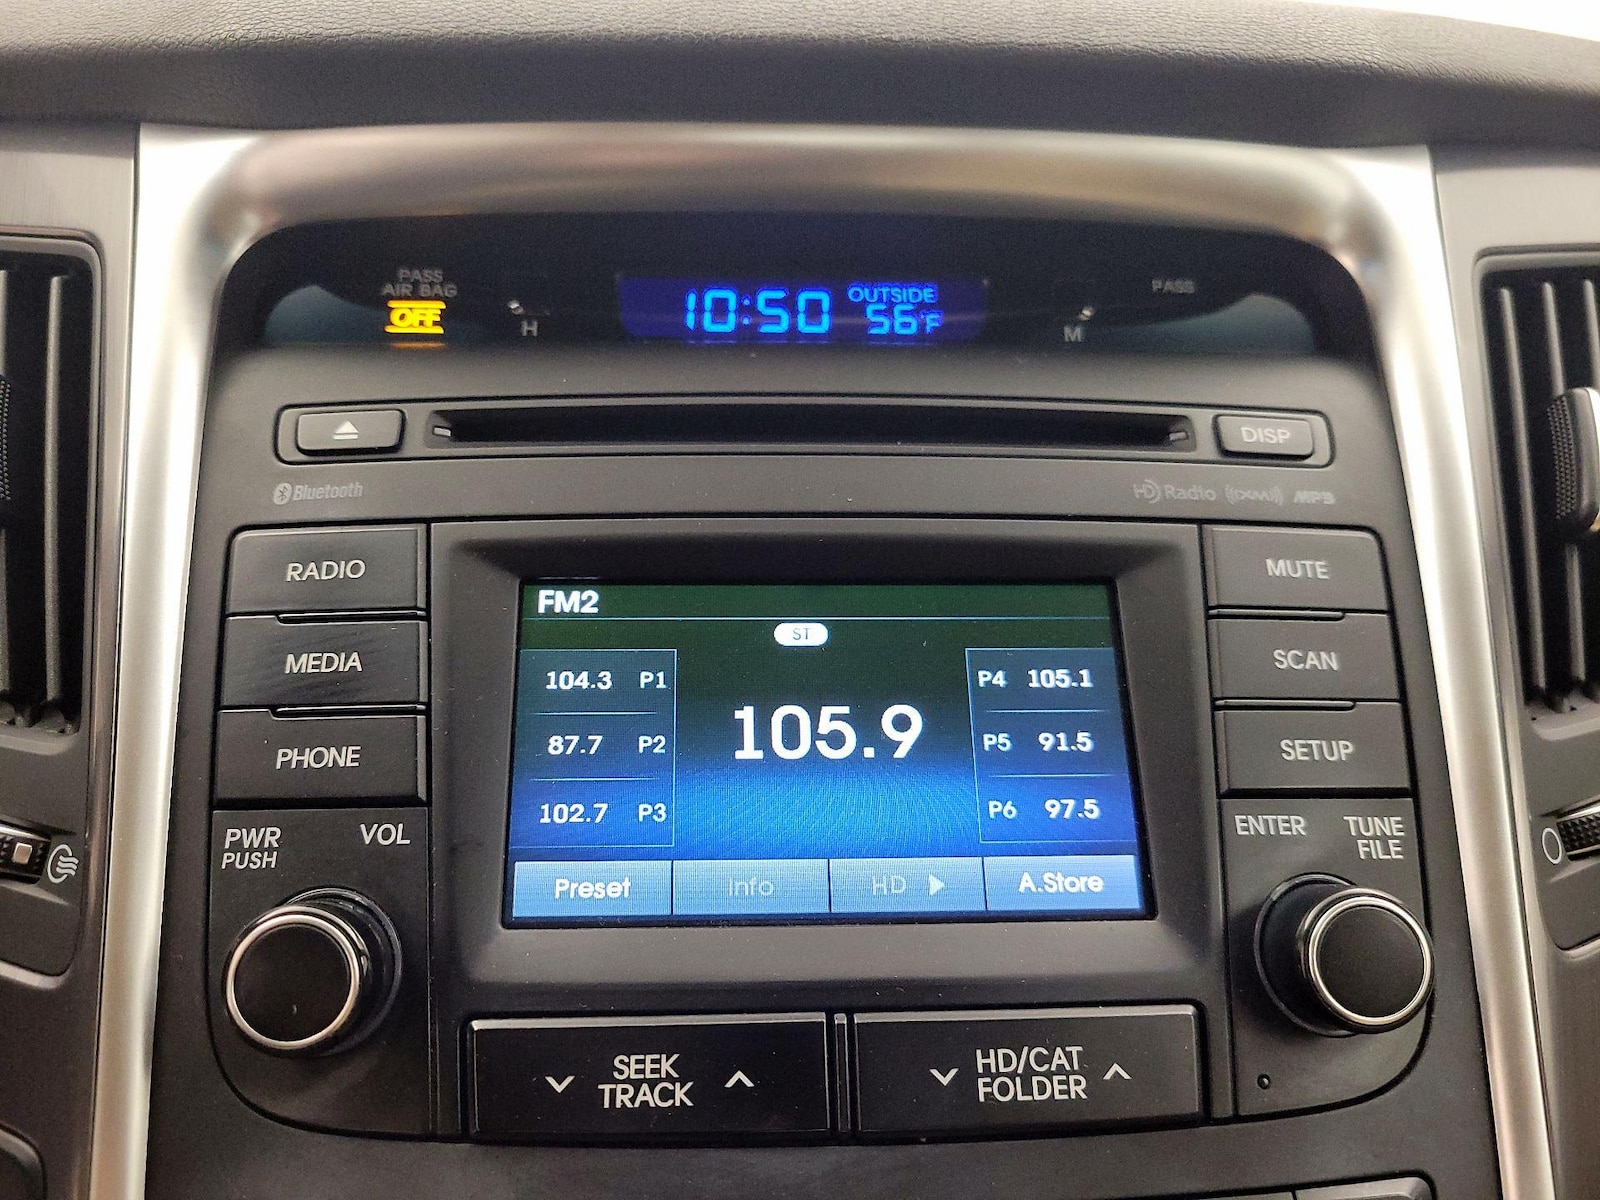 PASS
AIR BAG
OFF
H
10:50
OUTSIDE
56°F
M
PASS
DISP
Bluetooth
HD Radio ((XM)) MP3
RADIO
MEDIA
PHONE
MUTE
SCAN
SETUP
FM2
ST
104.3 P1
87.7 P2
102.7 P3
105.9
P4 105.1
P5 91.5
P6 97.5
Preset
Info
HD
A.Store
PWR
PUSH
VOL
ENTER
TUNE
FILE
SEEK
TRACK
HD/CAT
FOLDER